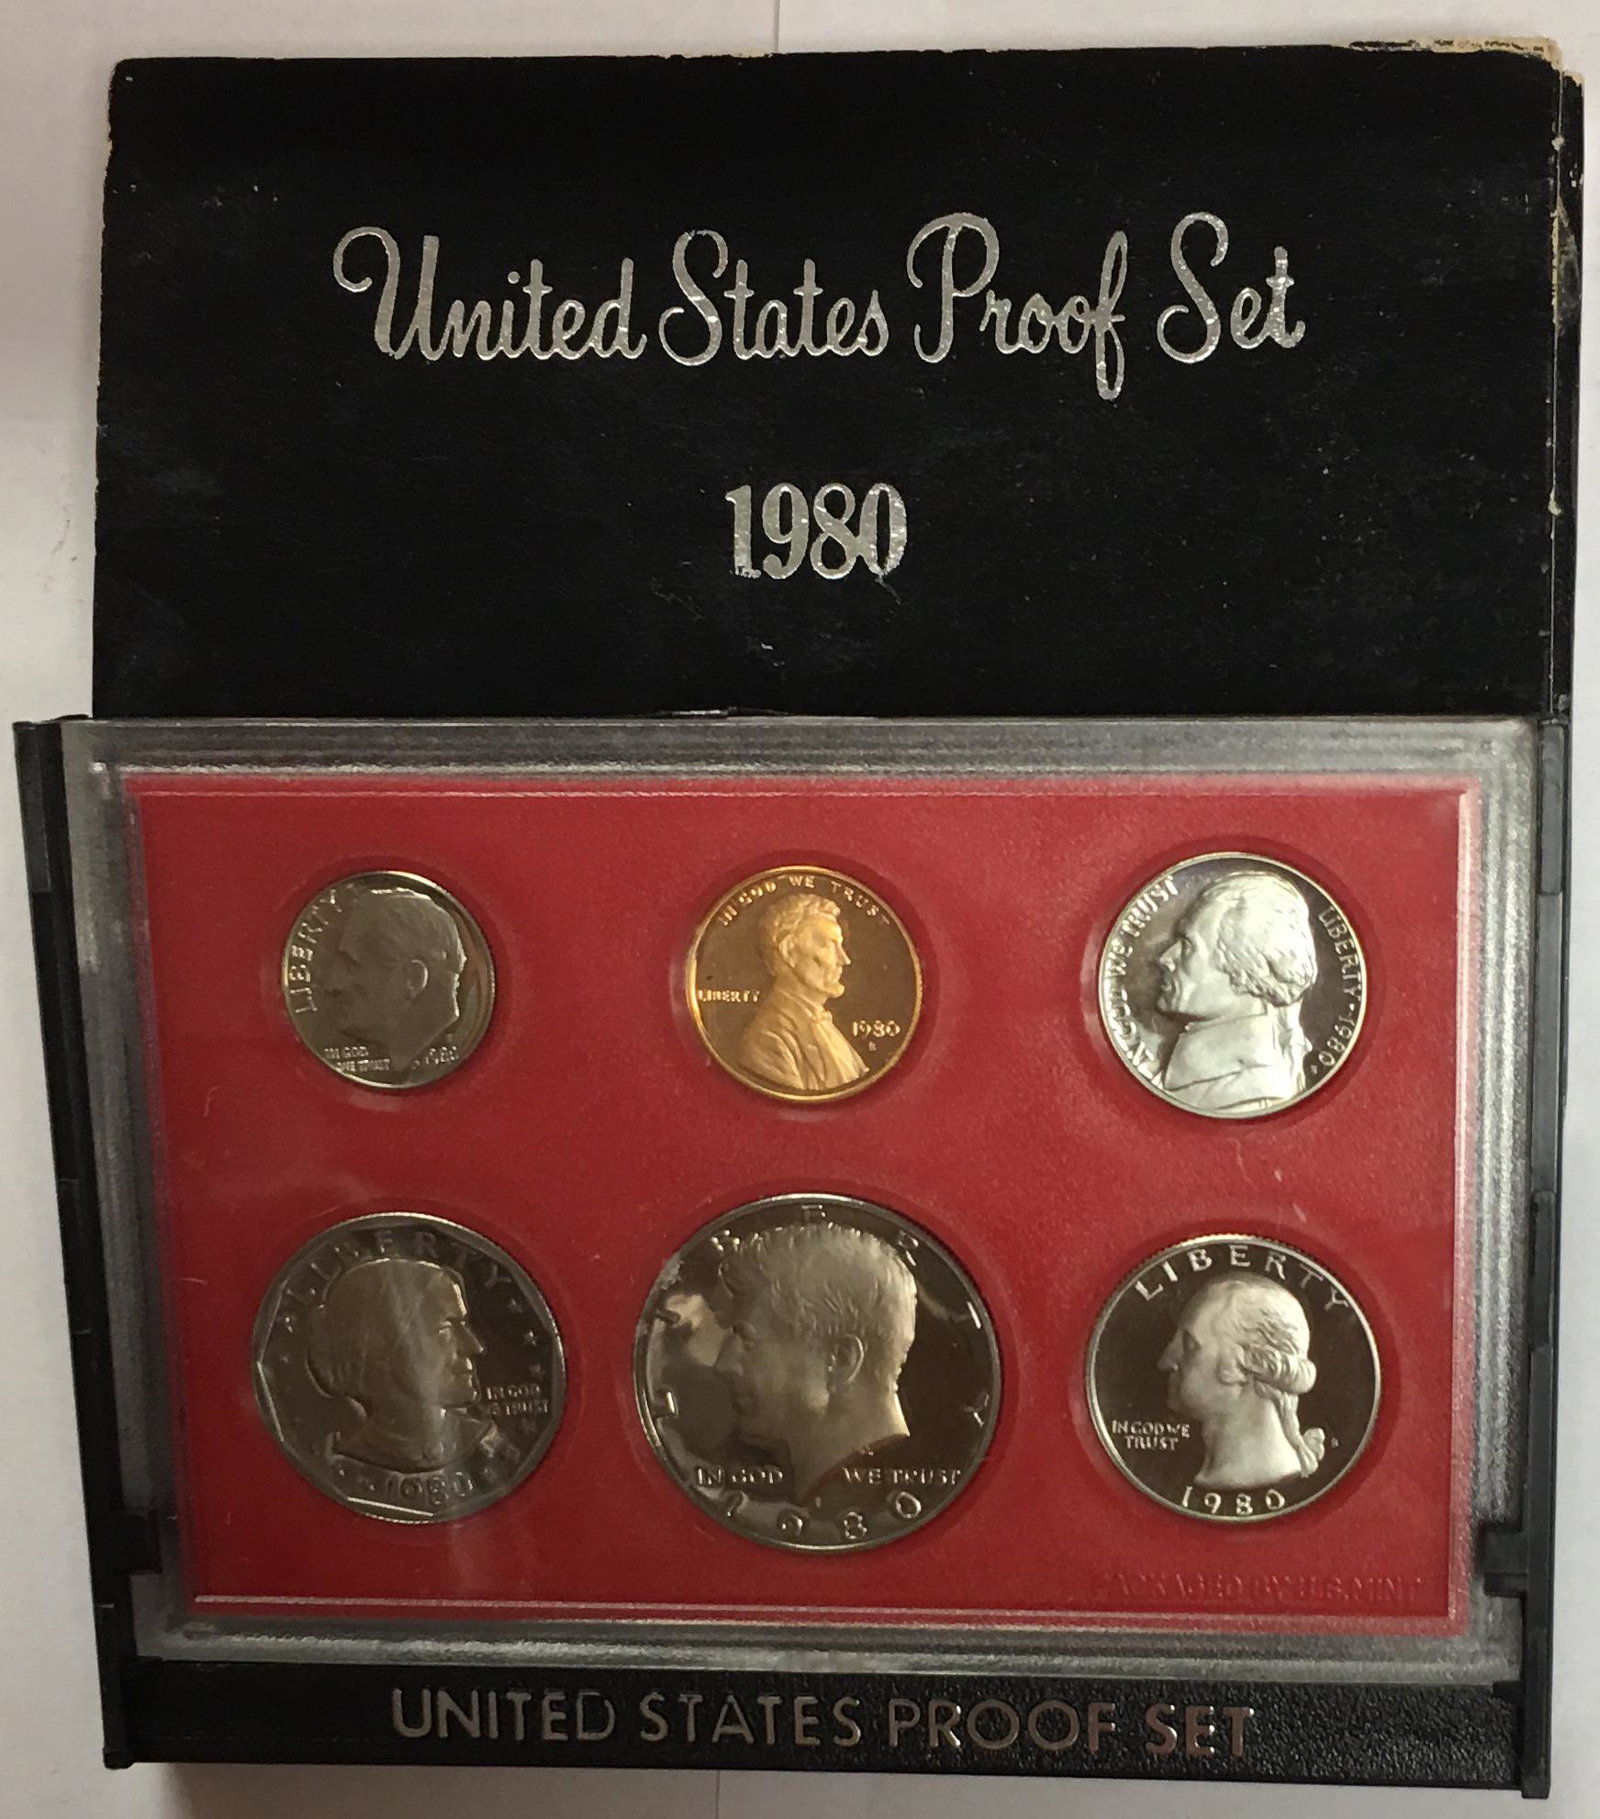 United States Proof Set
1980
LIBERTY
IN GOD
WE TRUST
1980
IN GOD WE TRUST
LIBERTY
1980
S
IN GOD WE TRUST
LIBERTY · 1980
LIBERTY
IN GOD
WE TRUST
1980
LIBERTY
IN GOD WE TRUST
1980
LIBERTY
IN GOD WE
TRUST
S
1980
PACKAGED BY U.S. MINT
UNITED STATES PROOF SET